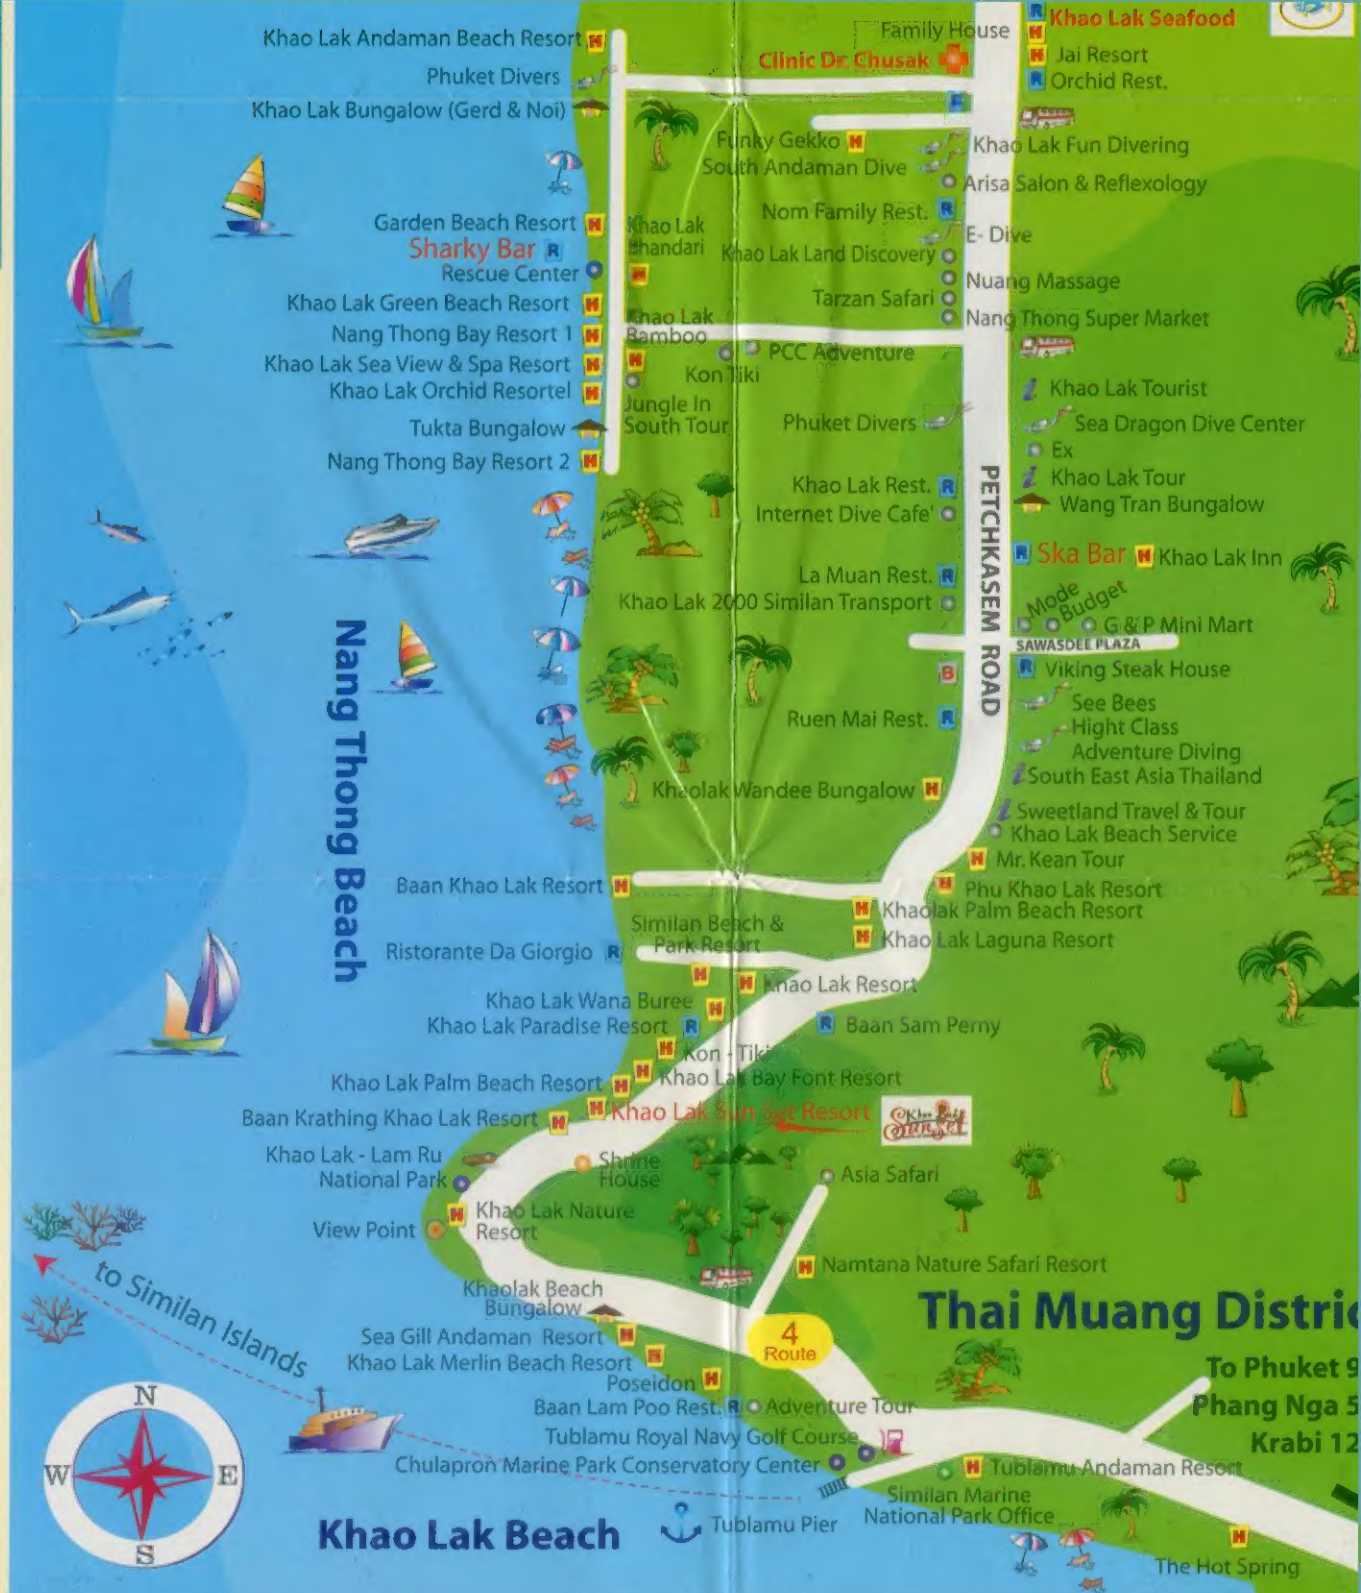 Khao Lak Andaman Beach Resort H
Phuket Divers
Khao Lak Bungalow (Gerd & Noi)
Family House
R Khao Lak Seafood
H
Clinic Dr. Chusak
H Jai Resort
R Orchid Rest.
R
Funky Gekko H
Khao Lak Fun Divering
South Andaman Dive
Arisa Salon & Reflexology
Nom Family Rest. R
E- Dive
Khao Lak Land Discovery
Nuang Massage
Tarzan Safari
Nang Thong Super Market
Garden Beach Resort H
Sharky Bar R
Rescue Center
Khao Lak Green Beach Resort H
Nang Thong Bay Resort 1 H
Khao Lak Sea View & Spa Resort H
Khao Lak Orchid Resortel H
Tukta Bungalow
Nang Thong Bay Resort 2 H
Khao Lak
Bhandari
H
Khao Lak
Bamboo
H
PCC Adventure
Kon Tiki
Jungle In
South Tour
Phuket Divers
i Khao Lak Tourist
Sea Dragon Dive Center
Ex
i Khao Lak Tour
Wang Tran Bungalow
Khao Lak Rest. R
Internet Dive Cafe'
PETCHKASEM ROAD
R Ska Bar H Khao Lak Inn
La Muan Rest. R
Khao Lak 2000 Similan Transport
Mode
Budget
G & P Mini Mart
SAWASDEE PLAZA
B
R Viking Steak House
See Bees
Ruen Mai Rest. R
Hight Class
Adventure Diving
i South East Asia Thailand
Khaolak Wandee Bungalow H
i Sweetland Travel & Tour
Khao Lak Beach Service
H Mr. Kean Tour
Nang Thong Beach
Baan Khao Lak Resort H
H Phu Khao Lak Resort
H Khaolak Palm Beach Resort
H Khao Lak Laguna Resort
Similan Beach &
Park Resort
H
Ristorante Da Giorgio R
H Khao Lak Resort
Khao Lak Wana Buree H
Khao Lak Paradise Resort R
R Baan Sam Perny
H Kon - Tiki
H Khao Lak Bay Font Resort
Khao Lak Palm Beach Resort H
H Khao Lak Sun Set Resort
Khao Lak
SunSet
Baan Krathing Khao Lak Resort H
Khao Lak - Lam Ru
National Park
Shrine
House
Asia Safari
H Khao Lak Nature
Resort
View Point
H Namtana Nature Safari Resort
to Similan Islands
Khaolak Beach
Bungalow
Thai Muang Distric
4
Route
Sea Gill Andaman Resort H
Khao Lak Merlin Beach Resort H
Poseidon H
To Phuket 9
Phang Nga 5
Krabi 12
Baan Lam Poo Rest. R Adventure Tour
Tublamu Royal Navy Golf Course
Chulapron Marine Park Conservatory Center
H Tublamu Andaman Resort
Similan Marine
National Park Office
Tublamu Pier
N
W E
S
Khao Lak Beach
H
The Hot Spring